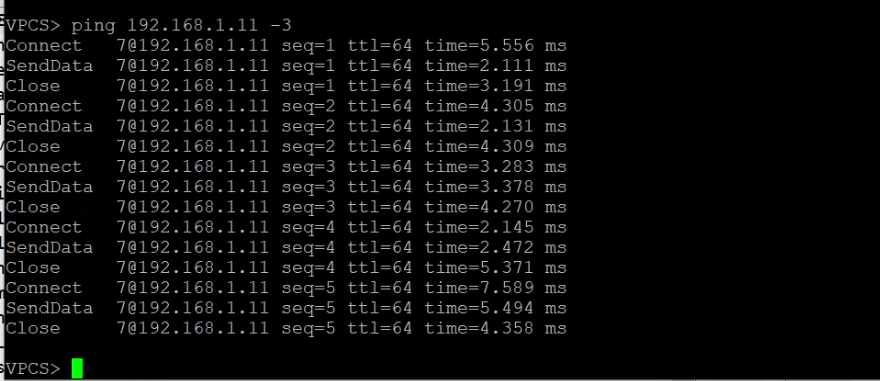 VPCS> ping 192.168.1.11 -3
Connect   7@192.168.1.11 seq=1 ttl=64 time=5.556 ms
SendData  7@192.168.1.11 seq=1 ttl=64 time=2.111 ms
Close     7@192.168.1.11 seq=1 ttl=64 time=3.191 ms
Connect   7@192.168.1.11 seq=2 ttl=64 time=4.305 ms
SendData  7@192.168.1.11 seq=2 ttl=64 time=2.131 ms
Close     7@192.168.1.11 seq=2 ttl=64 time=4.309 ms
Connect   7@192.168.1.11 seq=3 ttl=64 time=3.283 ms
SendData  7@192.168.1.11 seq=3 ttl=64 time=3.378 ms
Close     7@192.168.1.11 seq=3 ttl=64 time=4.270 ms
Connect   7@192.168.1.11 seq=4 ttl=64 time=2.145 ms
SendData  7@192.168.1.11 seq=4 ttl=64 time=2.472 ms
Close     7@192.168.1.11 seq=4 ttl=64 time=5.371 ms
Connect   7@192.168.1.11 seq=5 ttl=64 time=7.589 ms
SendData  7@192.168.1.11 seq=5 ttl=64 time=5.494 ms
Close     7@192.168.1.11 seq=5 ttl=64 time=4.358 ms
VPCS>